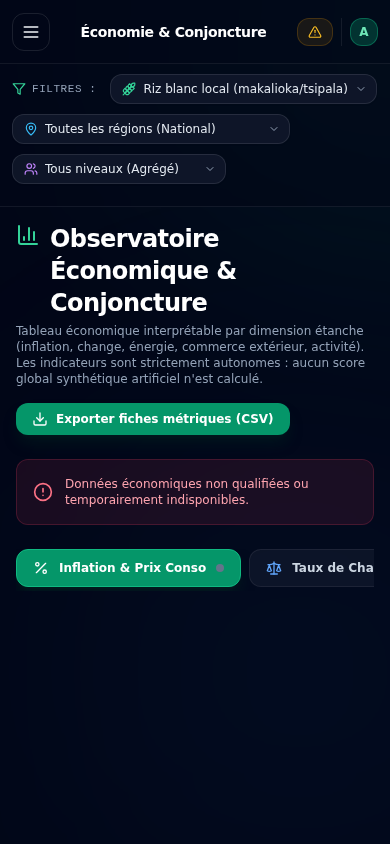 Économie & Conjoncture
A
FILTRES :
Riz blanc local (makalioka/tsipala)
Toutes les régions (National)
Tous niveaux (Agrégé)
Observatoire
Économique &
Conjoncture
Tableau économique interprétable par dimension étanche
(inflation, change, énergie, commerce extérieur, activité).
Les indicateurs sont strictement autonomes : aucun score
global synthétique artificiel n'est calculé.
Exporter fiches métriques (CSV)
Données économiques non qualifiées ou
temporairement indisponibles.
Inflation & Prix Conso
Taux de Cha